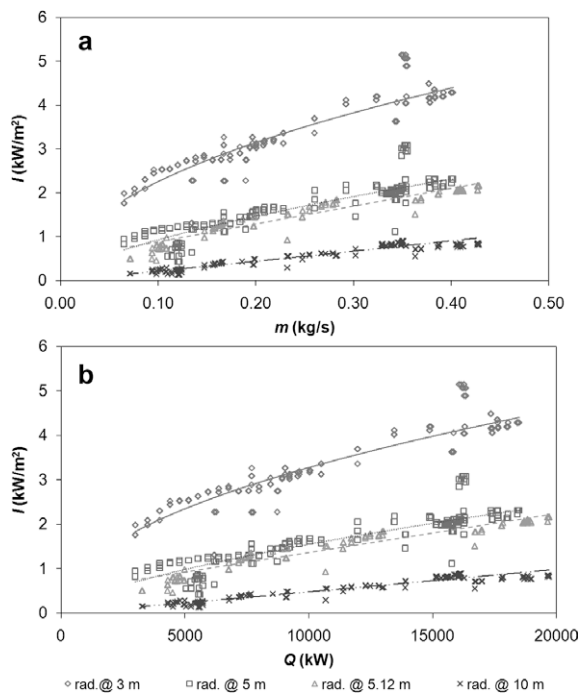 6
a
5
4
I (kW/m²)
3
2
1
0
0.00 0.10 0.20 0.30 0.40 0.50
m (kg/s)
6
b
5
4
I (kW/m²)
3
2
1
0
0 5000 10000 15000 20000
Q (kW)
rad.@ 3 m rad. @ 5 m rad. @ 5.12 m rad. @ 10 m